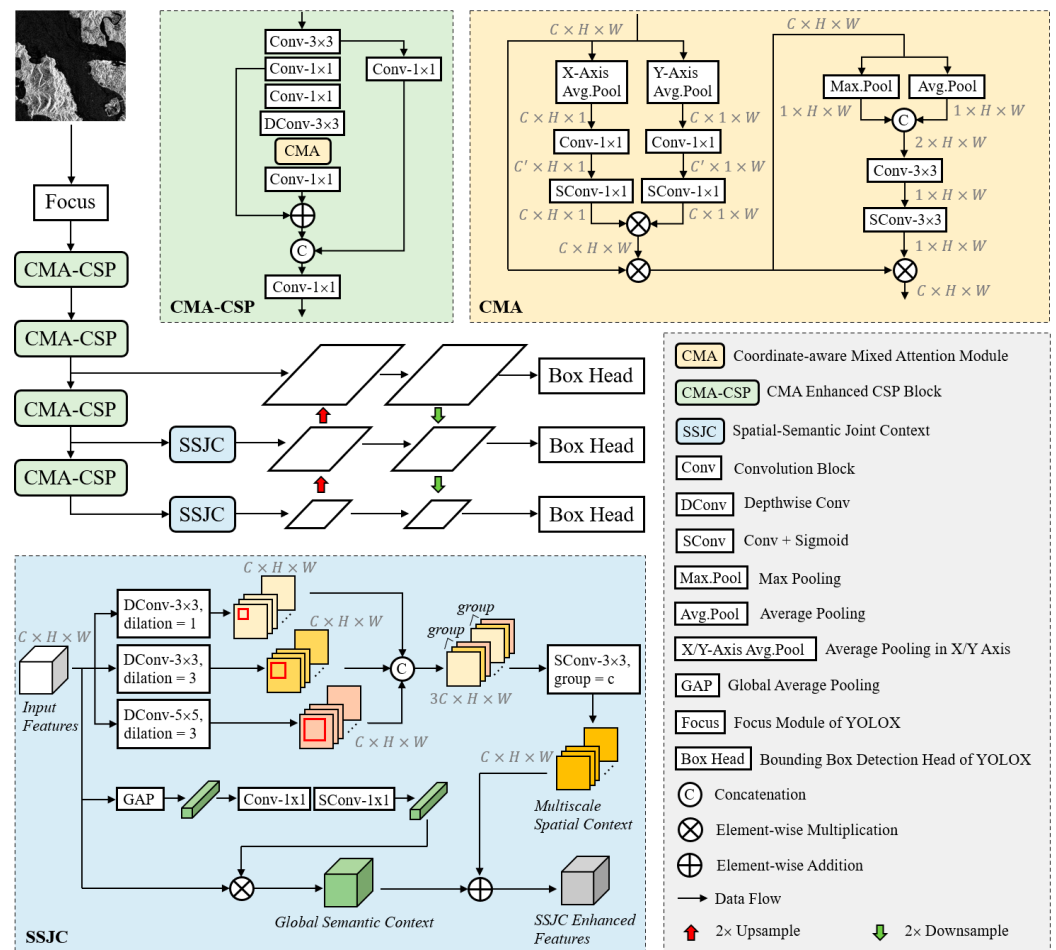 Focus
CMA-CSP
CMA-CSP
CMA-CSP
CMA-CSP
Conv-3×3
Conv-1×1
Conv-1×1
Conv-1×1
DConv-3×3
CMA
Conv-1×1
C
Conv-1×1
CMA-CSP
C × H × W
C × H × W
X-Axis
Avg.Pool
Y-Axis
Avg.Pool
Max.Pool
Avg.Pool
C × H × 1
C × 1 × W
1 × H × W
C
1 × H × W
Conv-1×1
Conv-1×1
2 × H × W
C′ × H × 1
C′ × 1 × W
Conv-3×3
SConv-1×1
SConv-1×1
1 × H × W
C × H × 1
C × 1 × W
SConv-3×3
C × H × W
1 × H × W
C × H × W
CMA
SSJC
SSJC
Box Head
Box Head
Box Head
CMA Coordinate-aware Mixed Attention Module
CMA-CSP CMA Enhanced CSP Block
SSJC Spatial-Semantic Joint Context
Conv Convolution Block
DConv Depthwise Conv
SConv Conv + Sigmoid
Max.Pool Max Pooling
Avg.Pool Average Pooling
X/Y-Axis Avg.Pool Average Pooling in X/Y Axis
GAP Global Average Pooling
Focus Focus Module of YOLOX
Box Head Bounding Box Detection Head of YOLOX
C Concatenation
Element-wise Multiplication
Element-wise Addition
Data Flow
2× Upsample
2× Downsample
C × H × W
Input
Features
DConv-3×3,
dilation = 1
DConv-3×3,
dilation = 3
DConv-5×5,
dilation = 3
C × H × W
C × H × W
C × H × W
C
group
group
3C × H × W
SConv-3×3,
group = c
C × H × W
Multiscale
Spatial Context
GAP
Conv-1x1
SConv-1x1
Global Semantic Context
SSJC Enhanced
Features
SSJC